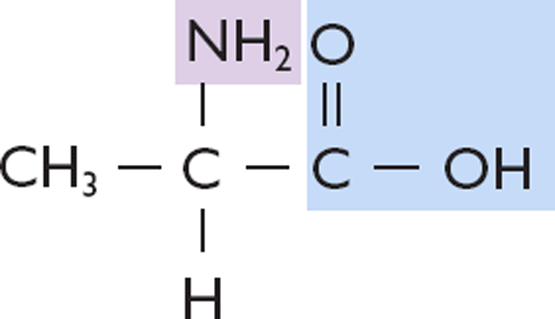 NH₂ O
CH₃ — C — C — OH
H